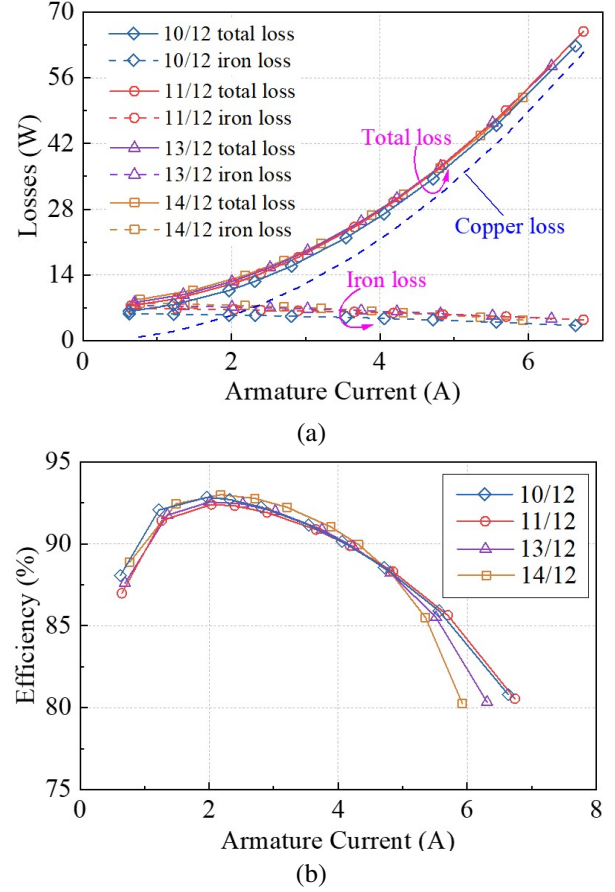 70
56
42
28
14
0
Losses (W)
10/12 total loss
10/12 iron loss
11/12 total loss
11/12 iron loss
13/12 total loss
13/12 iron loss
14/12 total loss
14/12 iron loss
Total loss
Copper loss
Iron loss
0 2 4 6
Armature Current (A)
(a)
95
90
85
80
75
Efficiency (%)
10/12
11/12
13/12
14/12
0 2 4 6 8
Armature Current (A)
(b)